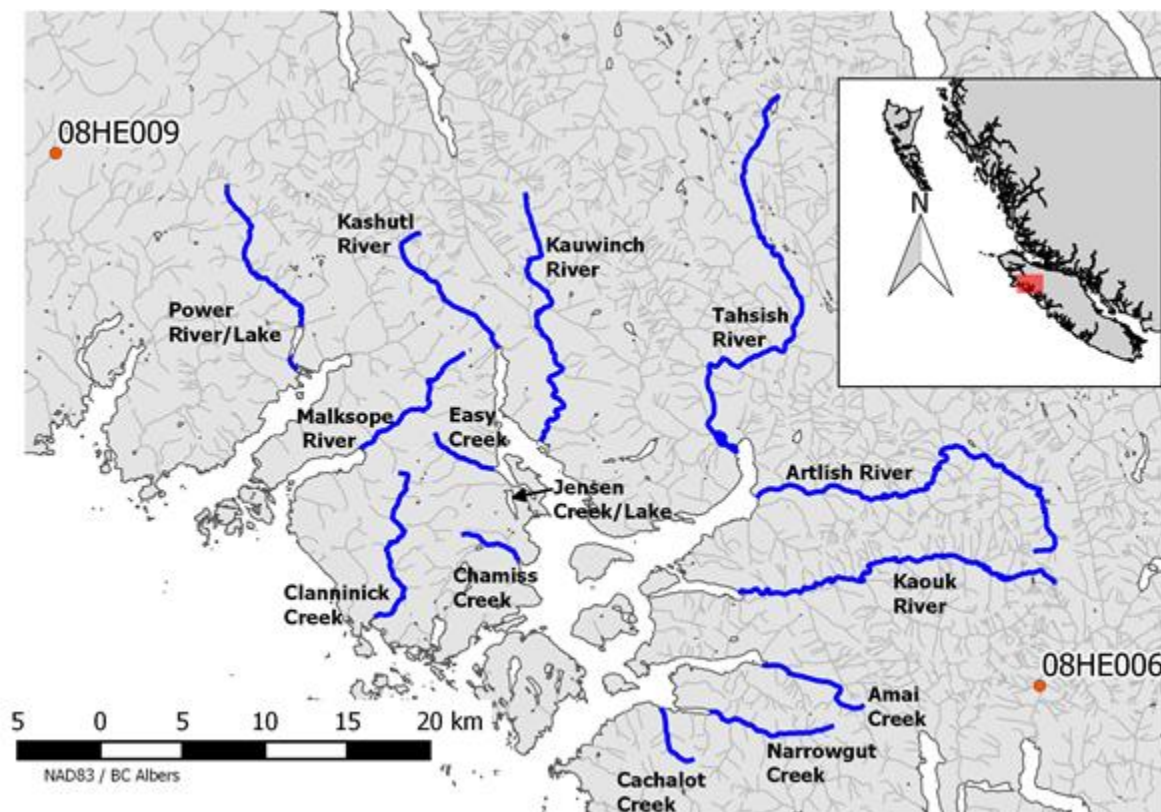 08HE009
N
Kashutl
River
Kauwinch
River
Power
River/Lake
Tahsish
River
Malksope
River
Easy
Creek
Artlish River
Jensen
Creek/Lake
Clanninick
Creek
Chamiss
Creek
Kaouk
River
08HE006
Amai
Creek
5 0 5 10 15 20 km
Narrowgut
Creek
NAD83 / BC Albers
Cachalot
Creek